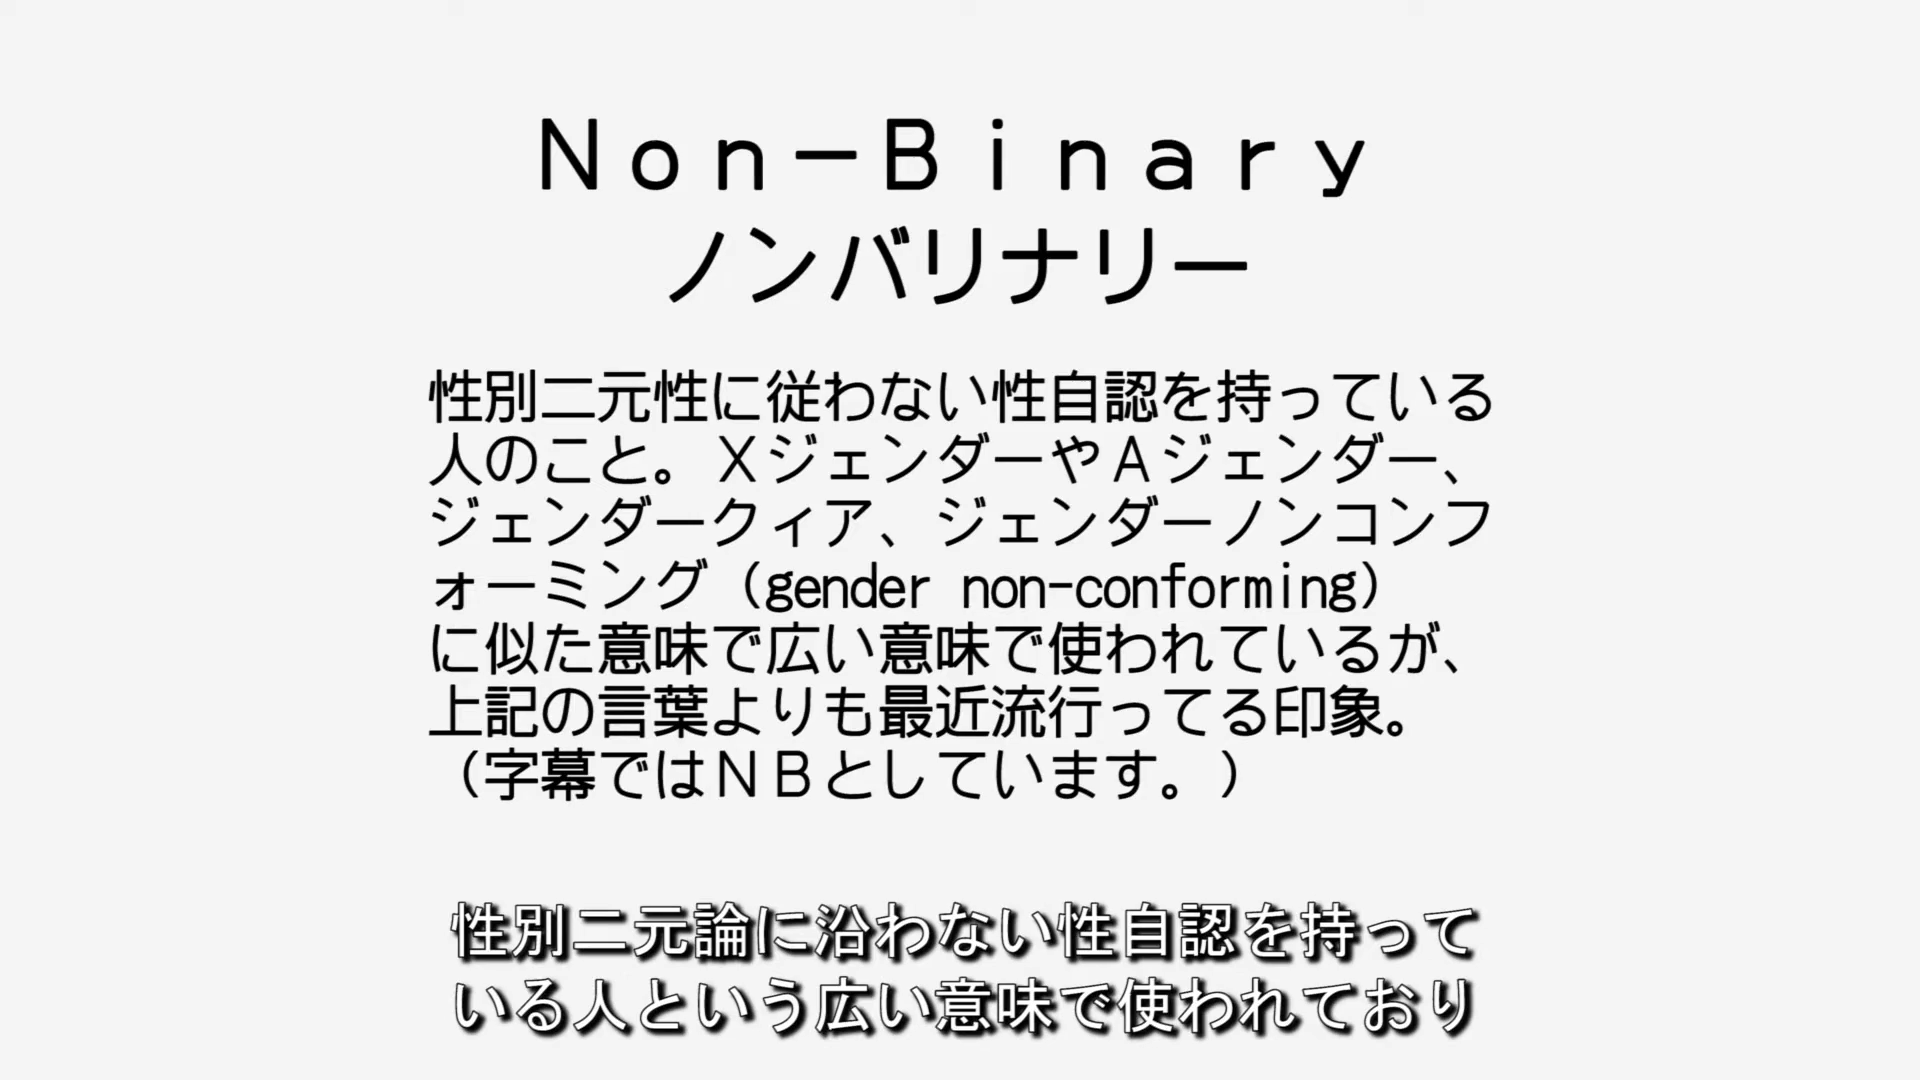 Ｎｏｎ－Ｂｉｎａｒｙ
ノンバリナリー
性別二元性に従わない性自認を持っている
人のこと。ＸジェンダーやＡジェンダー、
ジェンダークィア、ジェンダーノンコンフ
ォーミング（gender non-conforming）
に似た意味で広い意味で使われているが、
上記の言葉よりも最近流行ってる印象。
（字幕ではＮＢとしています。）
性別二元論に沿わない性自認を持って
いる人という広い意味で使われており